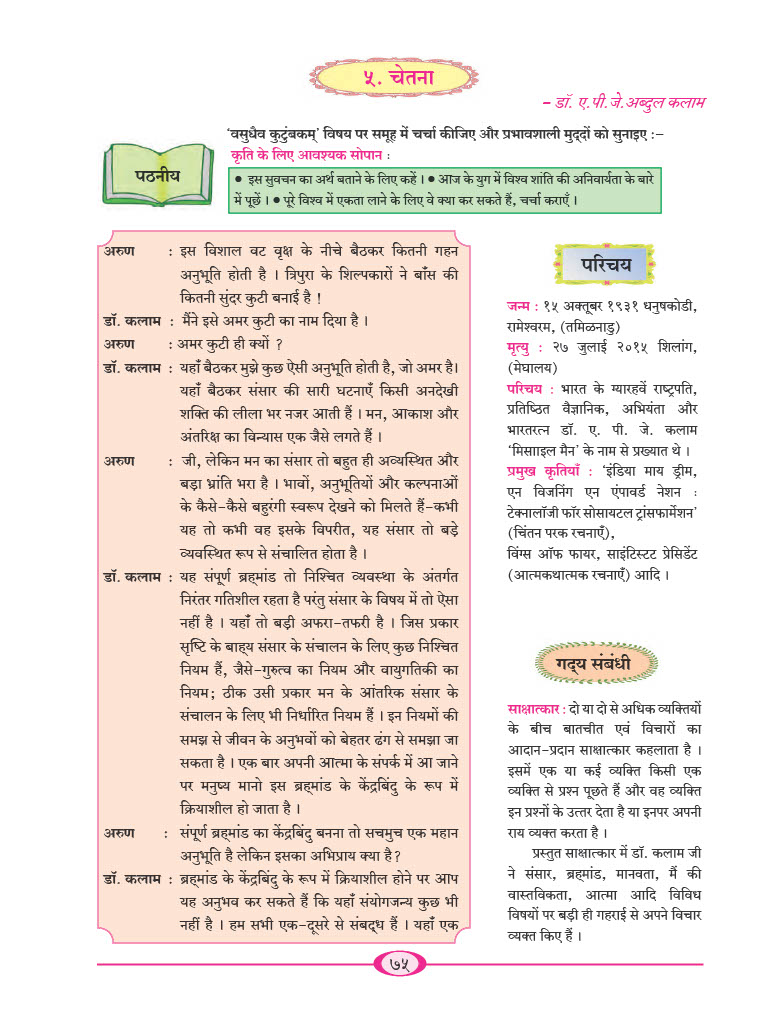 ५. चेतना
– डॉ. ए.पी.जे.अब्दुल कलाम
पठनीय
‘वसुधैव कुटुंबकम्’ विषय पर समूह में चर्चा कीजिए और प्रभावशाली मुद्दों को सुनाइए :–
कृति के लिए आवश्यक सोपान :
• इस सुवचन का अर्थ बताने के लिए कहें । • आज के युग में विश्व शांति की अनिवार्यता के बारे
में पूछें । • पूरे विश्व में एकता लाने के लिए वे क्या कर सकते हैं, चर्चा कराएँ ।
अरुण : इस विशाल वट वृक्ष के नीचे बैठकर कितनी गहन
अनुभूति होती है । त्रिपुरा के शिल्पकारों ने बाँस की
कितनी सुंदर कुटी बनाई है !
डॉ. कलाम : मैंने इसे अमर कुटी का नाम दिया है ।
अरुण : अमर कुटी ही क्यों ?
डॉ. कलाम : यहाँ बैठकर मुझे कुछ ऐसी अनुभूति होती है, जो अमर है।
यहाँ बैठकर संसार की सारी घटनाएँ किसी अनदेखी
शक्ति की लीला भर नजर आती हैं । मन, आकाश और
अंतरिक्ष का विन्यास एक जैसे लगते हैं ।
अरुण : जी, लेकिन मन का संसार तो बहुत ही अव्यस्थित और
बड़ा भ्रांति भरा है । भावों, अनुभूतियों और कल्पनाओं
के कैसे-कैसे बहुरंगी स्वरूप देखने को मिलते हैं-कभी
यह तो कभी वह इसके विपरीत, यह संसार तो बड़े
व्यवस्थित रूप से संचालित होता है ।
डॉ. कलाम : यह संपूर्ण ब्रह्मांड तो निश्चित व्यवस्था के अंतर्गत
निरंतर गतिशील रहता है परंतु संसार के विषय में तो ऐसा
नहीं है । यहाँ तो बड़ी अफरा-तफरी है । जिस प्रकार
सृष्टि के बाह्य संसार के संचालन के लिए कुछ निश्चित
नियम हैं, जैसे-गुरुत्व का नियम और वायुगतिकी का
नियम; ठीक उसी प्रकार मन के आंतरिक संसार के
संचालन के लिए भी निर्धारित नियम हैं । इन नियमों की
समझ से जीवन के अनुभवों को बेहतर ढंग से समझा जा
सकता है । एक बार अपनी आत्मा के संपर्क में आ जाने
पर मनुष्य मानो इस ब्रह्मांड के केंद्रबिंदु के रूप में
क्रियाशील हो जाता है ।
अरुण : संपूर्ण ब्रह्मांड का केंद्रबिंदु बनना तो सचमुच एक महान
अनुभूति है लेकिन इसका अभिप्राय क्या है?
डॉ. कलाम : ब्रह्मांड के केंद्रबिंदु के रूप में क्रियाशील होने पर आप
यह अनुभव कर सकते हैं कि यहाँ संयोगजन्य कुछ भी
नहीं है । हम सभी एक-दूसरे से संबद्ध हैं । यहाँ एक
परिचय
जन्म : १५ अक्तूबर १९३१ धनुषकोडी,
रामेश्वरम, (तमिळनाडु)
मृत्यु : २७ जुलाई २०१५ शिलांग,
(मेघालय)
परिचय : भारत के ग्यारहवें राष्ट्रपति,
प्रतिष्ठित वैज्ञानिक, अभियंता और
भारतरत्न डॉ. ए. पी. जे. कलाम
‘मिसाइल मैन’ के नाम से प्रख्यात थे ।
प्रमुख कृतियाँ : ‘इंडिया माय ड्रीम,
एन विजनिंग एन एंपावर्ड नेशन :
टेक्नालॉजी फॉर सोसायटल ट्रांसफार्मेशन’
(चिंतन परक रचनाएँ),
विंग्स ऑफ फायर, साइंटिस्टट प्रेसिडेंट
(आत्मकथात्मक रचनाएँ) आदि ।
गद्य संबंधी
साक्षात्कार : दो या दो से अधिक व्यक्तियों
के बीच बातचीत एवं विचारों का
आदान-प्रदान साक्षात्कार कहलाता है ।
इसमें एक या कई व्यक्ति किसी एक
व्यक्ति से प्रश्न पूछते हैं और वह व्यक्ति
इन प्रश्नों के उत्तर देता है या इनपर अपनी
राय व्यक्त करता है ।
प्रस्तुत साक्षात्कार में डॉ. कलाम जी
ने संसार, ब्रह्मांड, मानवता, मैं की
वास्तविकता, आत्मा आदि विविध
विषयों पर बड़ी ही गहराई से अपने विचार
व्यक्त किए हैं ।
७५